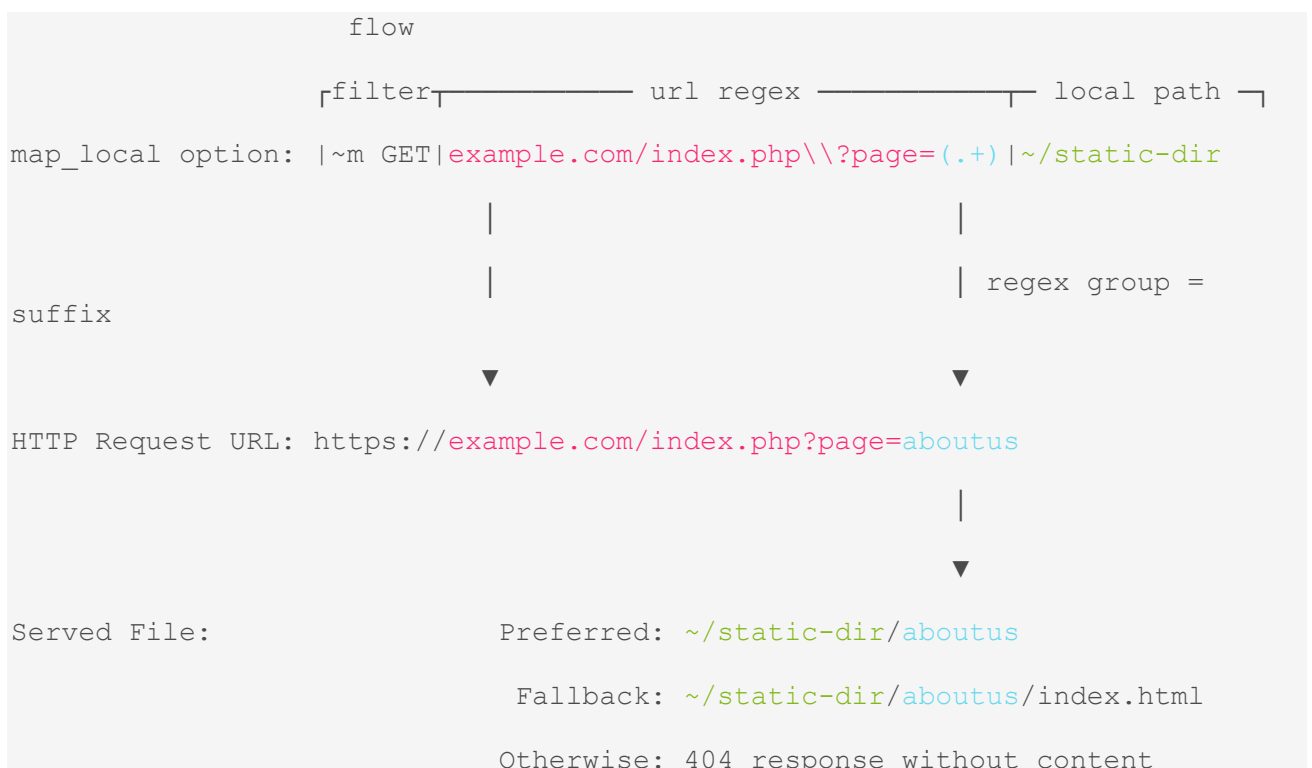 flow
┌filter┬────────── url regex ──────────┬─ local path ─┐
map_local option: |~m GET|example.com/index.php\\?page=(.+)|~/static-dir
│ │
│ │ regex group =
suffix
▼ ▼
HTTP Request URL: https://example.com/index.php?page=aboutus
│
▼
Served File: Preferred: ~/static-dir/aboutus
Fallback: ~/static-dir/aboutus/index.html
Otherwise: 404 response without content